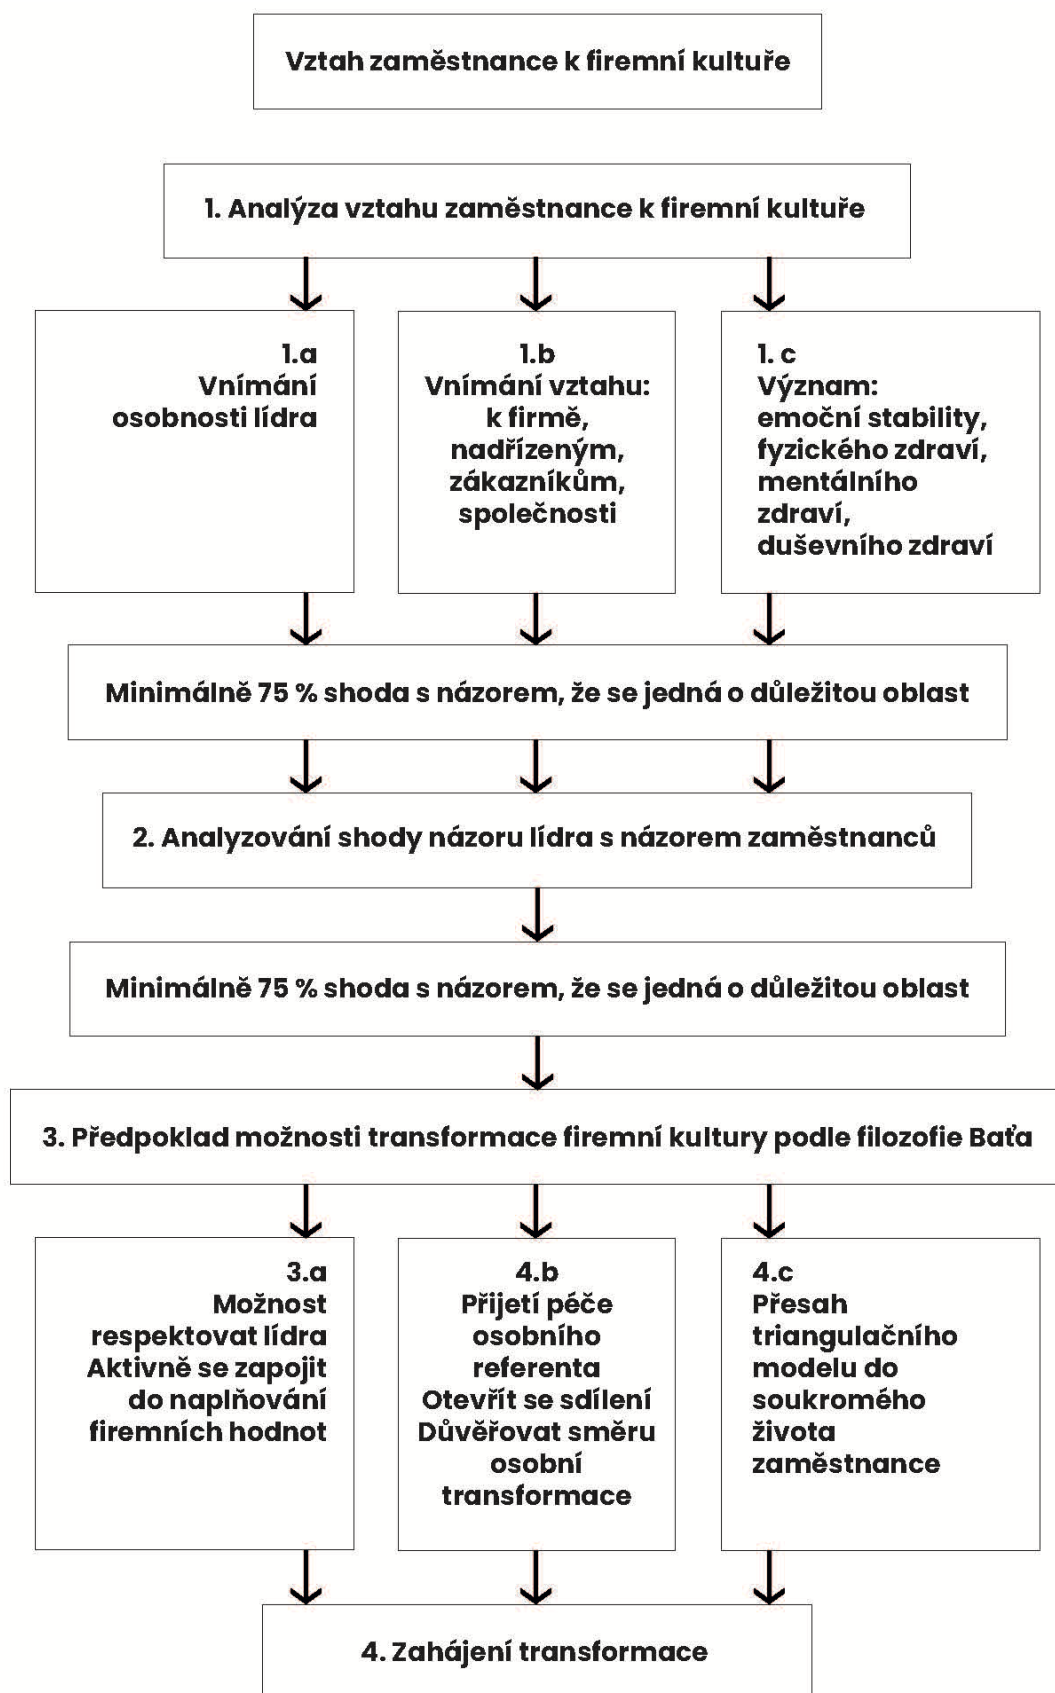 Vztah zaměstnance k firemní kultuře
1. Analýza vztahu zaměstnance k firemní kultuře
1.a
Vnímání
osobnosti lídra
1.b
Vnímání vztahu:
k firmě,
nadřízeným,
zákazníkům,
společnosti
1. c
Význam:
emoční stability,
fyzického zdraví,
mentálního
zdraví,
duševního zdraví
Minimálně 75 % shoda s názorem, že se jedná o důležitou oblast
2. Analyzování shody názoru lídra s názorem zaměstnanců
Minimálně 75 % shoda s názorem, že se jedná o důležitou oblast
3. Předpoklad možnosti transformace firemní kultury podle filozofie Baťa
3.a
Možnost
respektovat lídra
Aktivně se zapojit
do naplňování
firemních hodnot
4.b
Přijetí péče
osobního
referenta
Otevřít se sdílení
Důvěřovat směru
osobní
transformace
4.c
Přesah
triangulačního
modelu do
soukromého
života
zaměstnance
4. Zahájení transformace